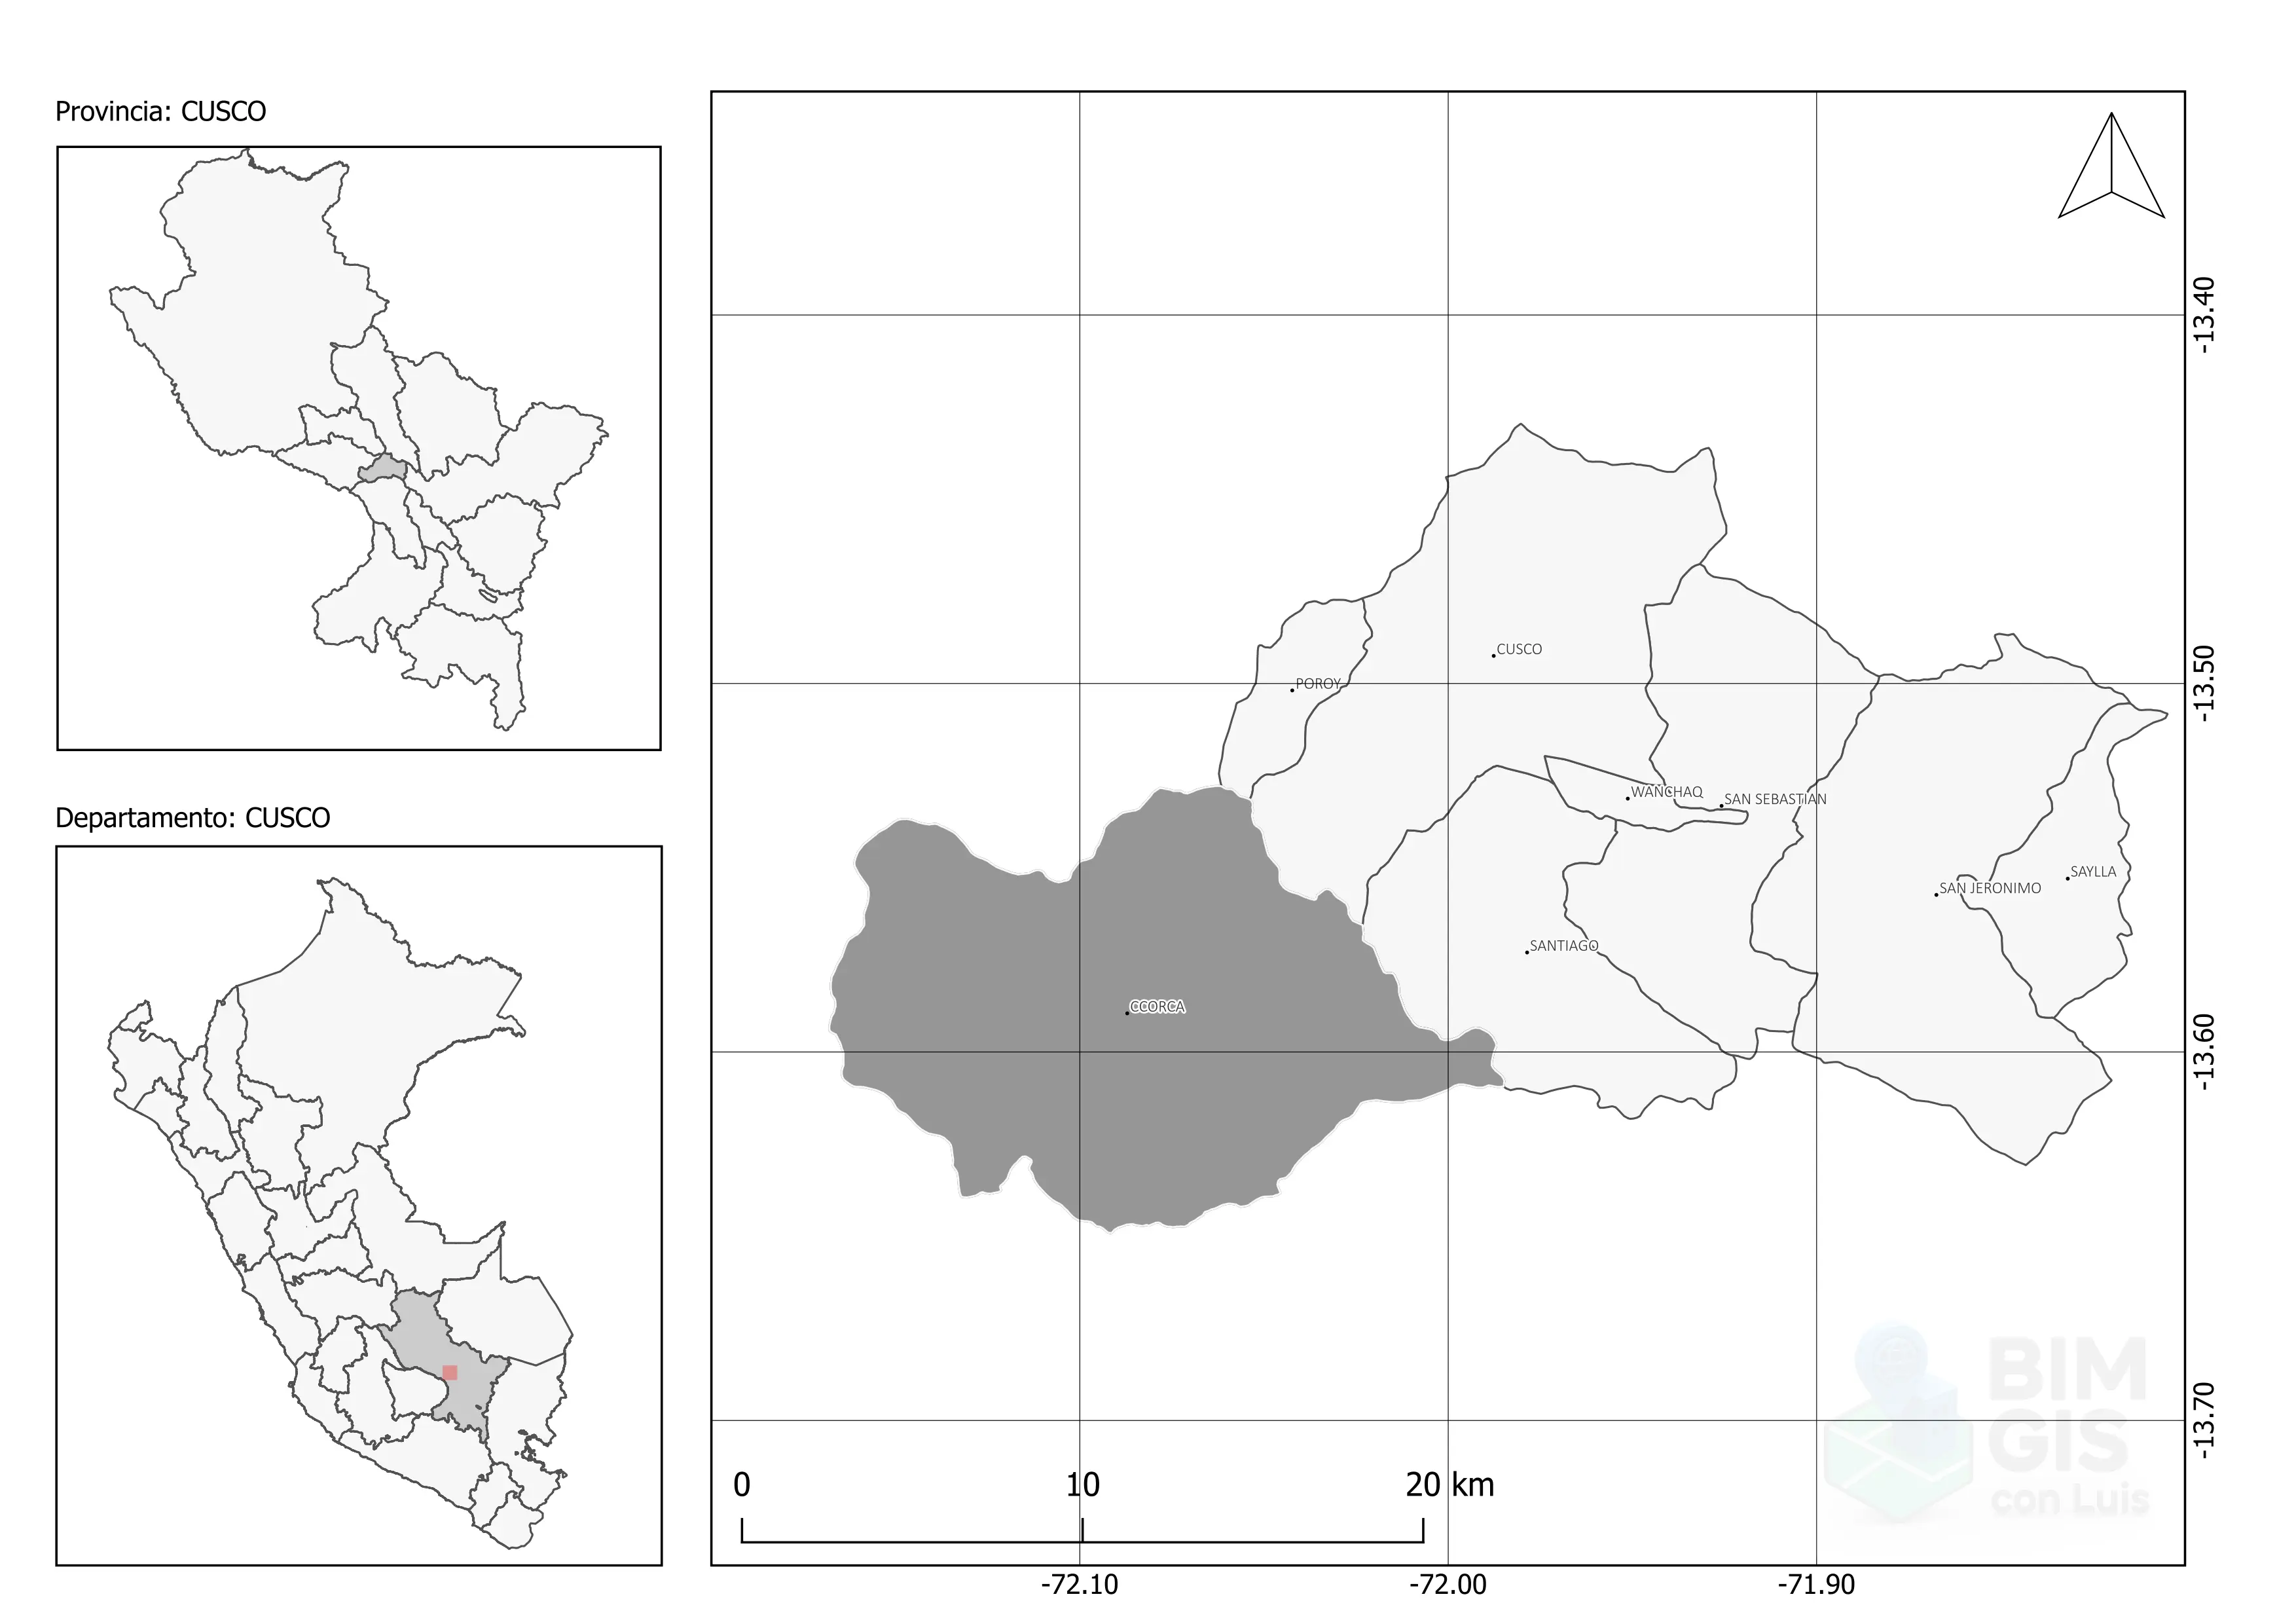 Provincia: CUSCO
Departamento: CUSCO
CUSCO
POROY
WANCHAQ
SAN SEBASTIAN
SAYLLA
SAN JERONIMO
SANTIAGO
CCORCA
-13.40
-13.50
-13.60
-13.70
0 10 20 km
-72.10 -72.00 -71.90
BIM
GIS
con Luis